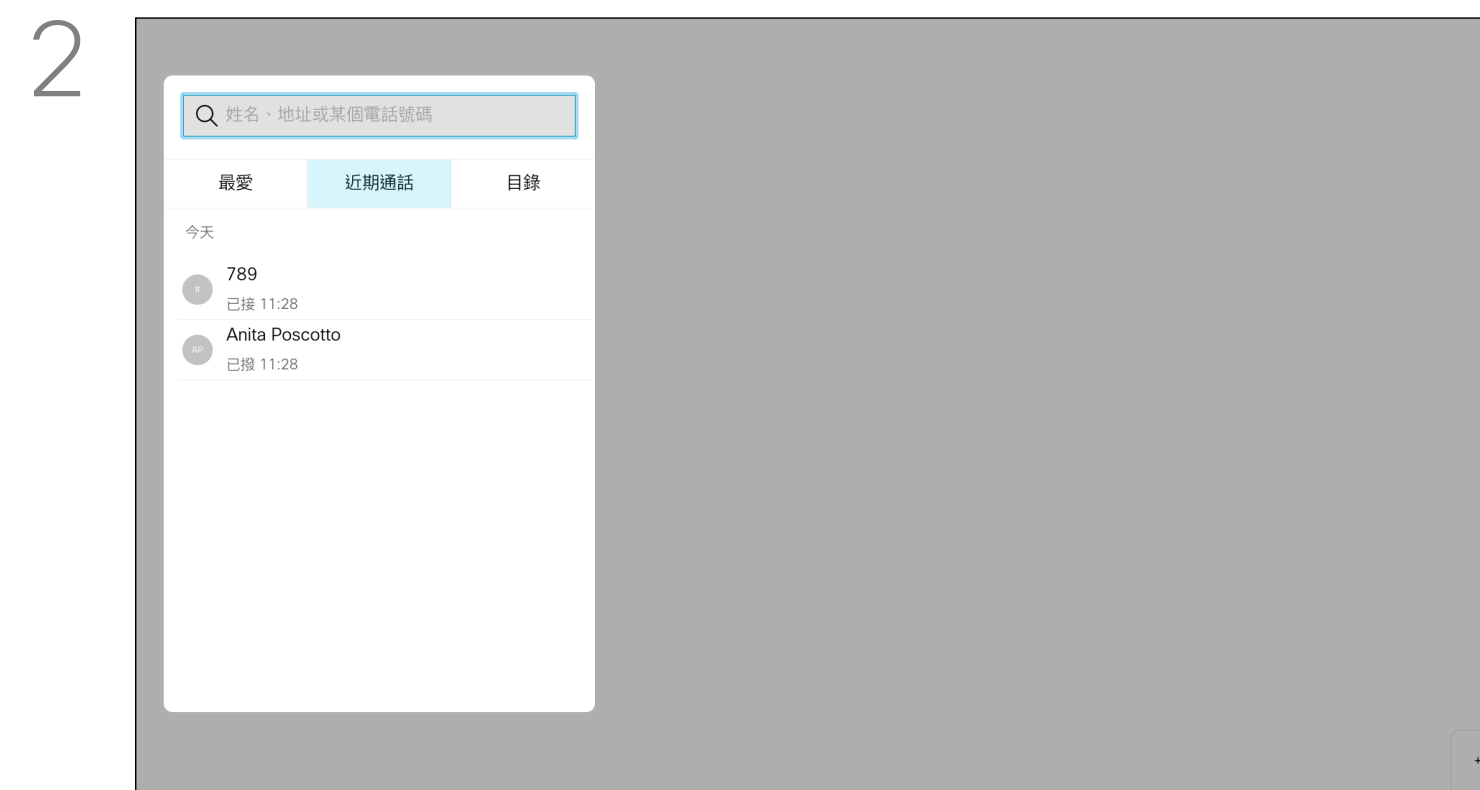 2
姓名、地址或某個電話號碼
最愛 近期通話 目錄
今天
#
789
已接 11:28
AP
Anita Poscotto
已撥 11:28
+